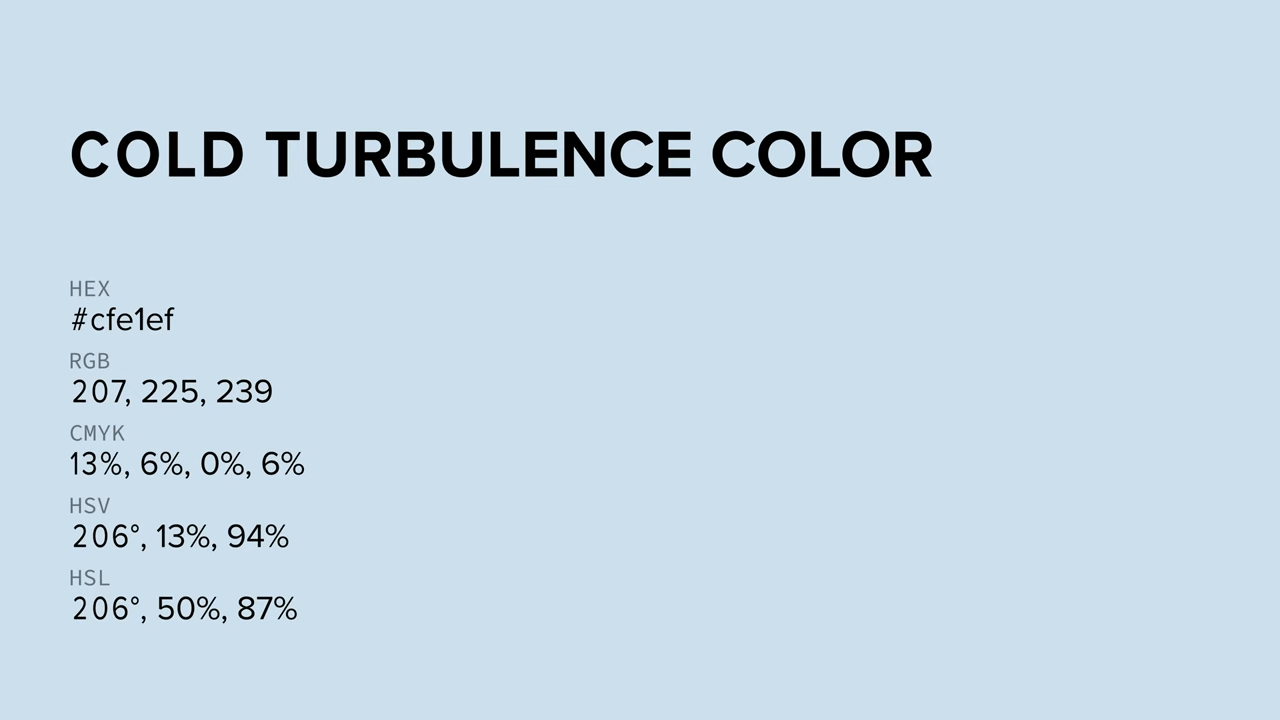 COLD TURBULENCE COLOR
HEX
#cfe1ef
RGB
207, 225, 239
CMYK
13%, 6%, 0%, 6%
HSV
206°, 13%, 94%
HSL
206°, 50%, 87%